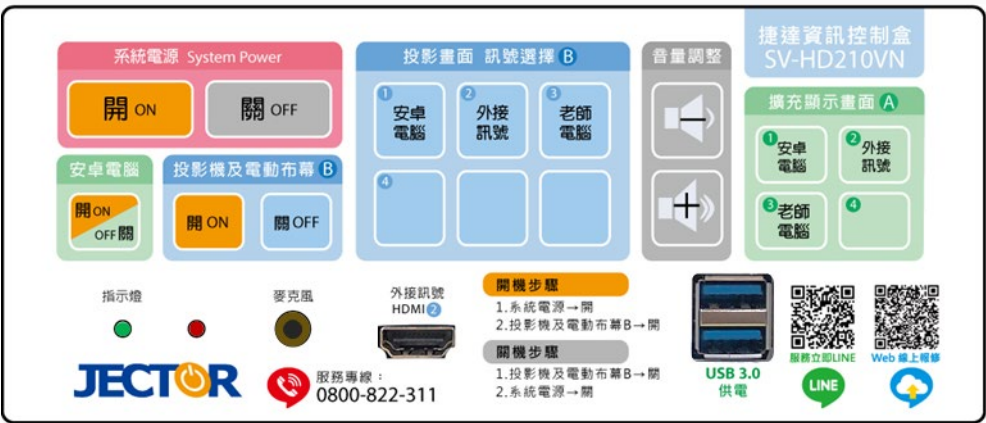 系統電源 System Power
開 ON
關 OFF
安卓電腦
開 ON
OFF 關
投影機及電動布幕 B
開 ON
關 OFF
投影畫面 訊號選擇 B
1
安卓
電腦
2
外接
訊號
3
老師
電腦
4
音量調整
捷達資訊控制盒
SV-HD210VN
擴充顯示畫面 A
1
安卓
電腦
2
外接
訊號
3
老師
電腦
4
指示燈
麥克風
外接訊號
HDMI 2
開機步驟
1.系統電源→開
2.投影機及電動布幕B→開
關機步驟
1.投影機及電動布幕B→關
2.系統電源→關
USB 3.0
供電
服務立即LINE
LINE
Web 線上報修
JECTOR
服務專線：
0800-822-311